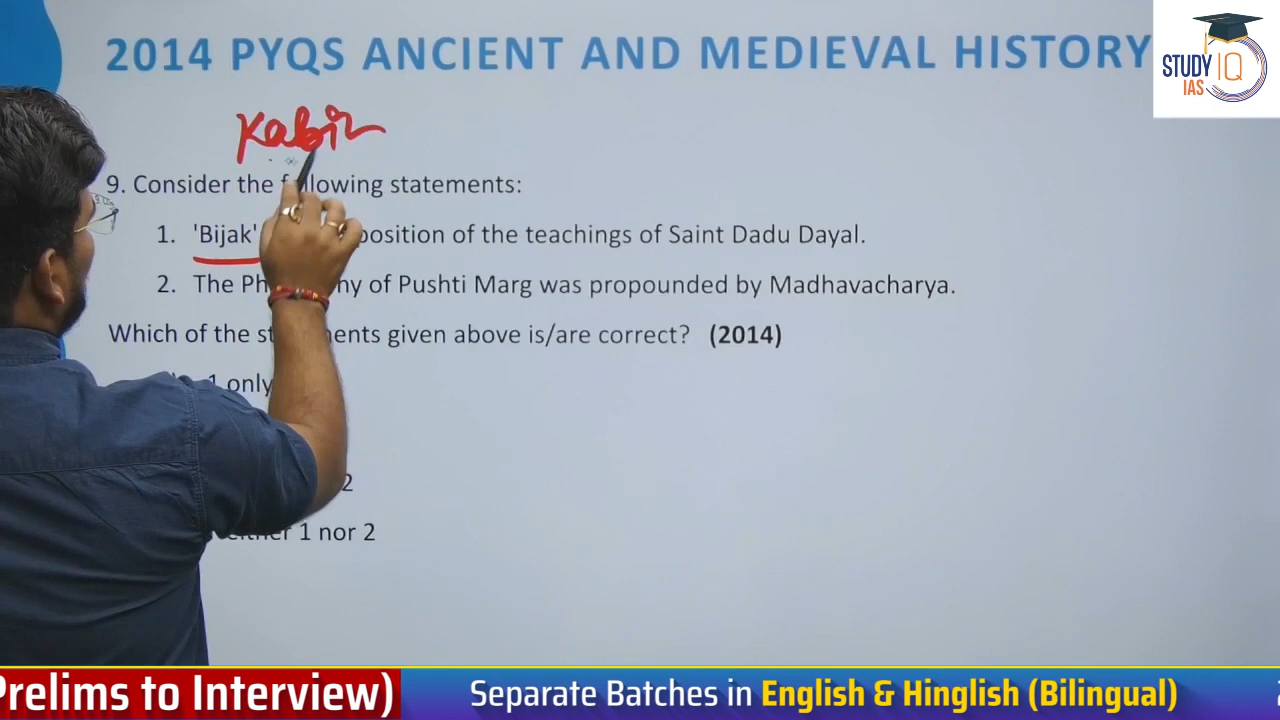 2014 PYQS ANCIENT AND MEDIEVAL HISTORY
STUDY IQ
IAS
Kabir
9. Consider the following statements:
1. 'Bijak' position of the teachings of Saint Dadu Dayal.
2. The Ph ny of Pushti Marg was propounded by Madhavacharya.
Which of the st ents given above is/are correct? (2014)
1 only
2
either 1 nor 2
Prelims to Interview)
Separate Batches in English & Hinglish (Bilingual)